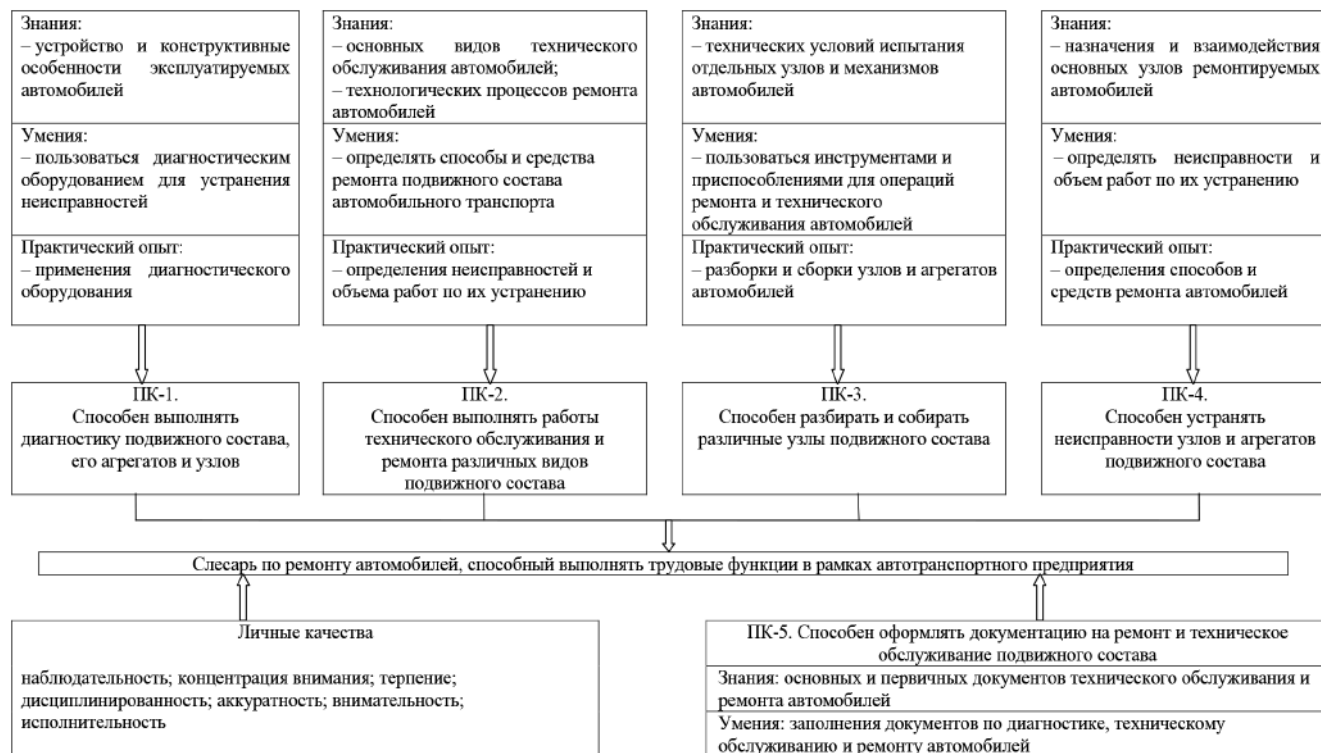 Знания:
– устройство и конструктивные
особенности эксплуатируемых
автомобилей
Умения:
– пользоваться диагностическим
оборудованием для устранения
неисправностей
Практический опыт:
– применения диагностического
оборудования
Знания:
– основных видов технического
обслуживания автомобилей;
– технологических процессов ремонта
автомобилей
Умения:
– определять способы и средства
ремонта подвижного состава
автомобильного транспорта
Практический опыт:
– определения неисправностей и
объема работ по их устранению
Знания:
– технических условий испытания
отдельных узлов и механизмов
автомобилей
Умения:
– пользоваться инструментами и
приспособлениями для операций
ремонта и технического
обслуживания автомобилей
Практический опыт:
– разборки и сборки узлов и агрегатов
автомобилей
Знания:
– назначения и взаимодействия
основных узлов ремонтируемых
автомобилей
Умения:
– определять неисправности и
объем работ по их устранению
Практический опыт:
– определения способов и
средств ремонта автомобилей
ПК-1.
Способен выполнять
диагностику подвижного состава,
его агрегатов и узлов
ПК-2.
Способен выполнять работы
технического обслуживания и
ремонта различных видов
подвижного состава
ПК-3.
Способен разбирать и собирать
различные узлы подвижного состава
ПК-4.
Способен устранять
неисправности узлов и агрегатов
подвижного состава
Слесарь по ремонту автомобилей, способный выполнять трудовые функции в рамках автотранспортного предприятия
Личные качества
наблюдательность; концентрация внимания; терпение;
дисциплинированность; аккуратность; внимательность;
исполнительность
ПК-5. Способен оформлять документацию на ремонт и техническое
обслуживание подвижного состава
Знания: основных и первичных документов технического обслуживания и
ремонта автомобилей
Умения: заполнения документов по диагностике, техническому
обслуживанию и ремонту автомобилей